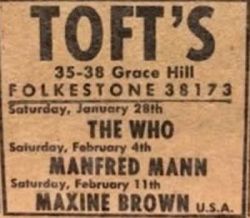 TOFT'S
35-38 Grace Hill
FOLKESTONE 38173
Saturday, January 28th
THE WHO
Saturday, February 4th
MANFRED MANN
Saturday, February 11th
MAXINE BROWN U.S.A.